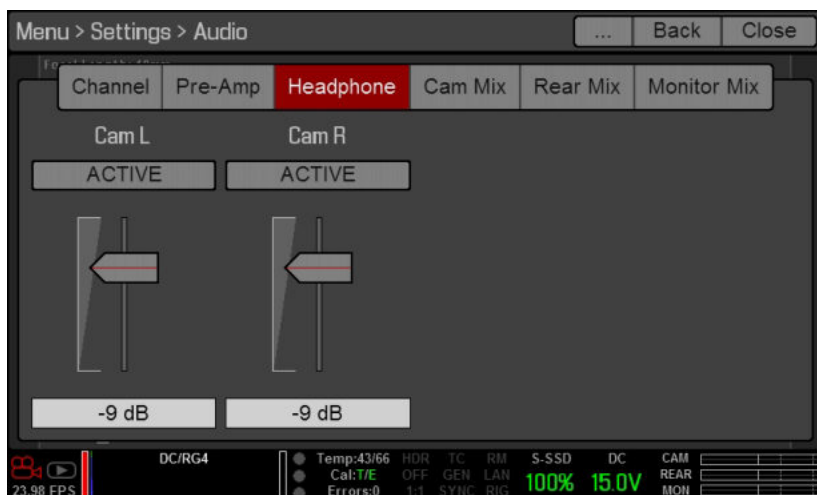 Menu > Settings > Audio ... Back Close
Channel Pre-Amp Headphone Cam Mix Rear Mix Monitor Mix
Cam L Cam R
ACTIVE ACTIVE
-9 dB -9 dB
DC/RG4 Temp:43/66 HDR TC RM S-SSD DC CAM
Cal:T/E OFF GEN LAN 100% 15.0V REAR
23.98 FPS Errors:0 1:1 SYNC RIG MON